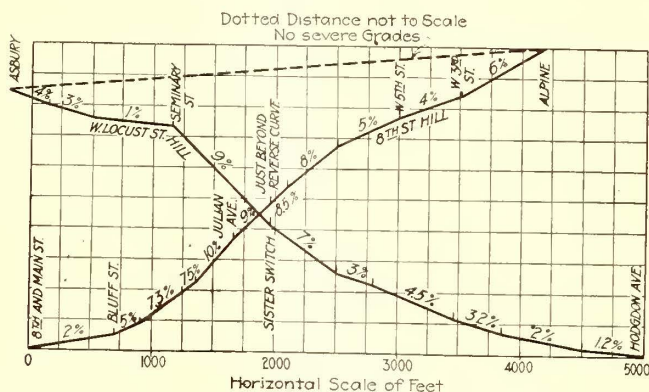 Dotted Distance not to Scale
No severe Grades
ASBURY
4%
3%
1%
W. LOCUST ST. HILL
SEMINARY ST
9%
JUST BEYOND
REVERSE CURVE.
W 5TH ST.
W 3RD ST.
ALPINE
6%
4%
5%
8TH ST HILL
8%
8.5%
9%
JULIAN AVE.
10%
7.5%
7.3%
5%
2%
8TH AND MAIN ST.
BLUFF ST.
SISTER SWITCH
7%
3%
4.5%
3.2%
2%
1.2%
HODGDON AVE.
0
1000
2000
3000
4000
5000
Horizontal Scale of Feet